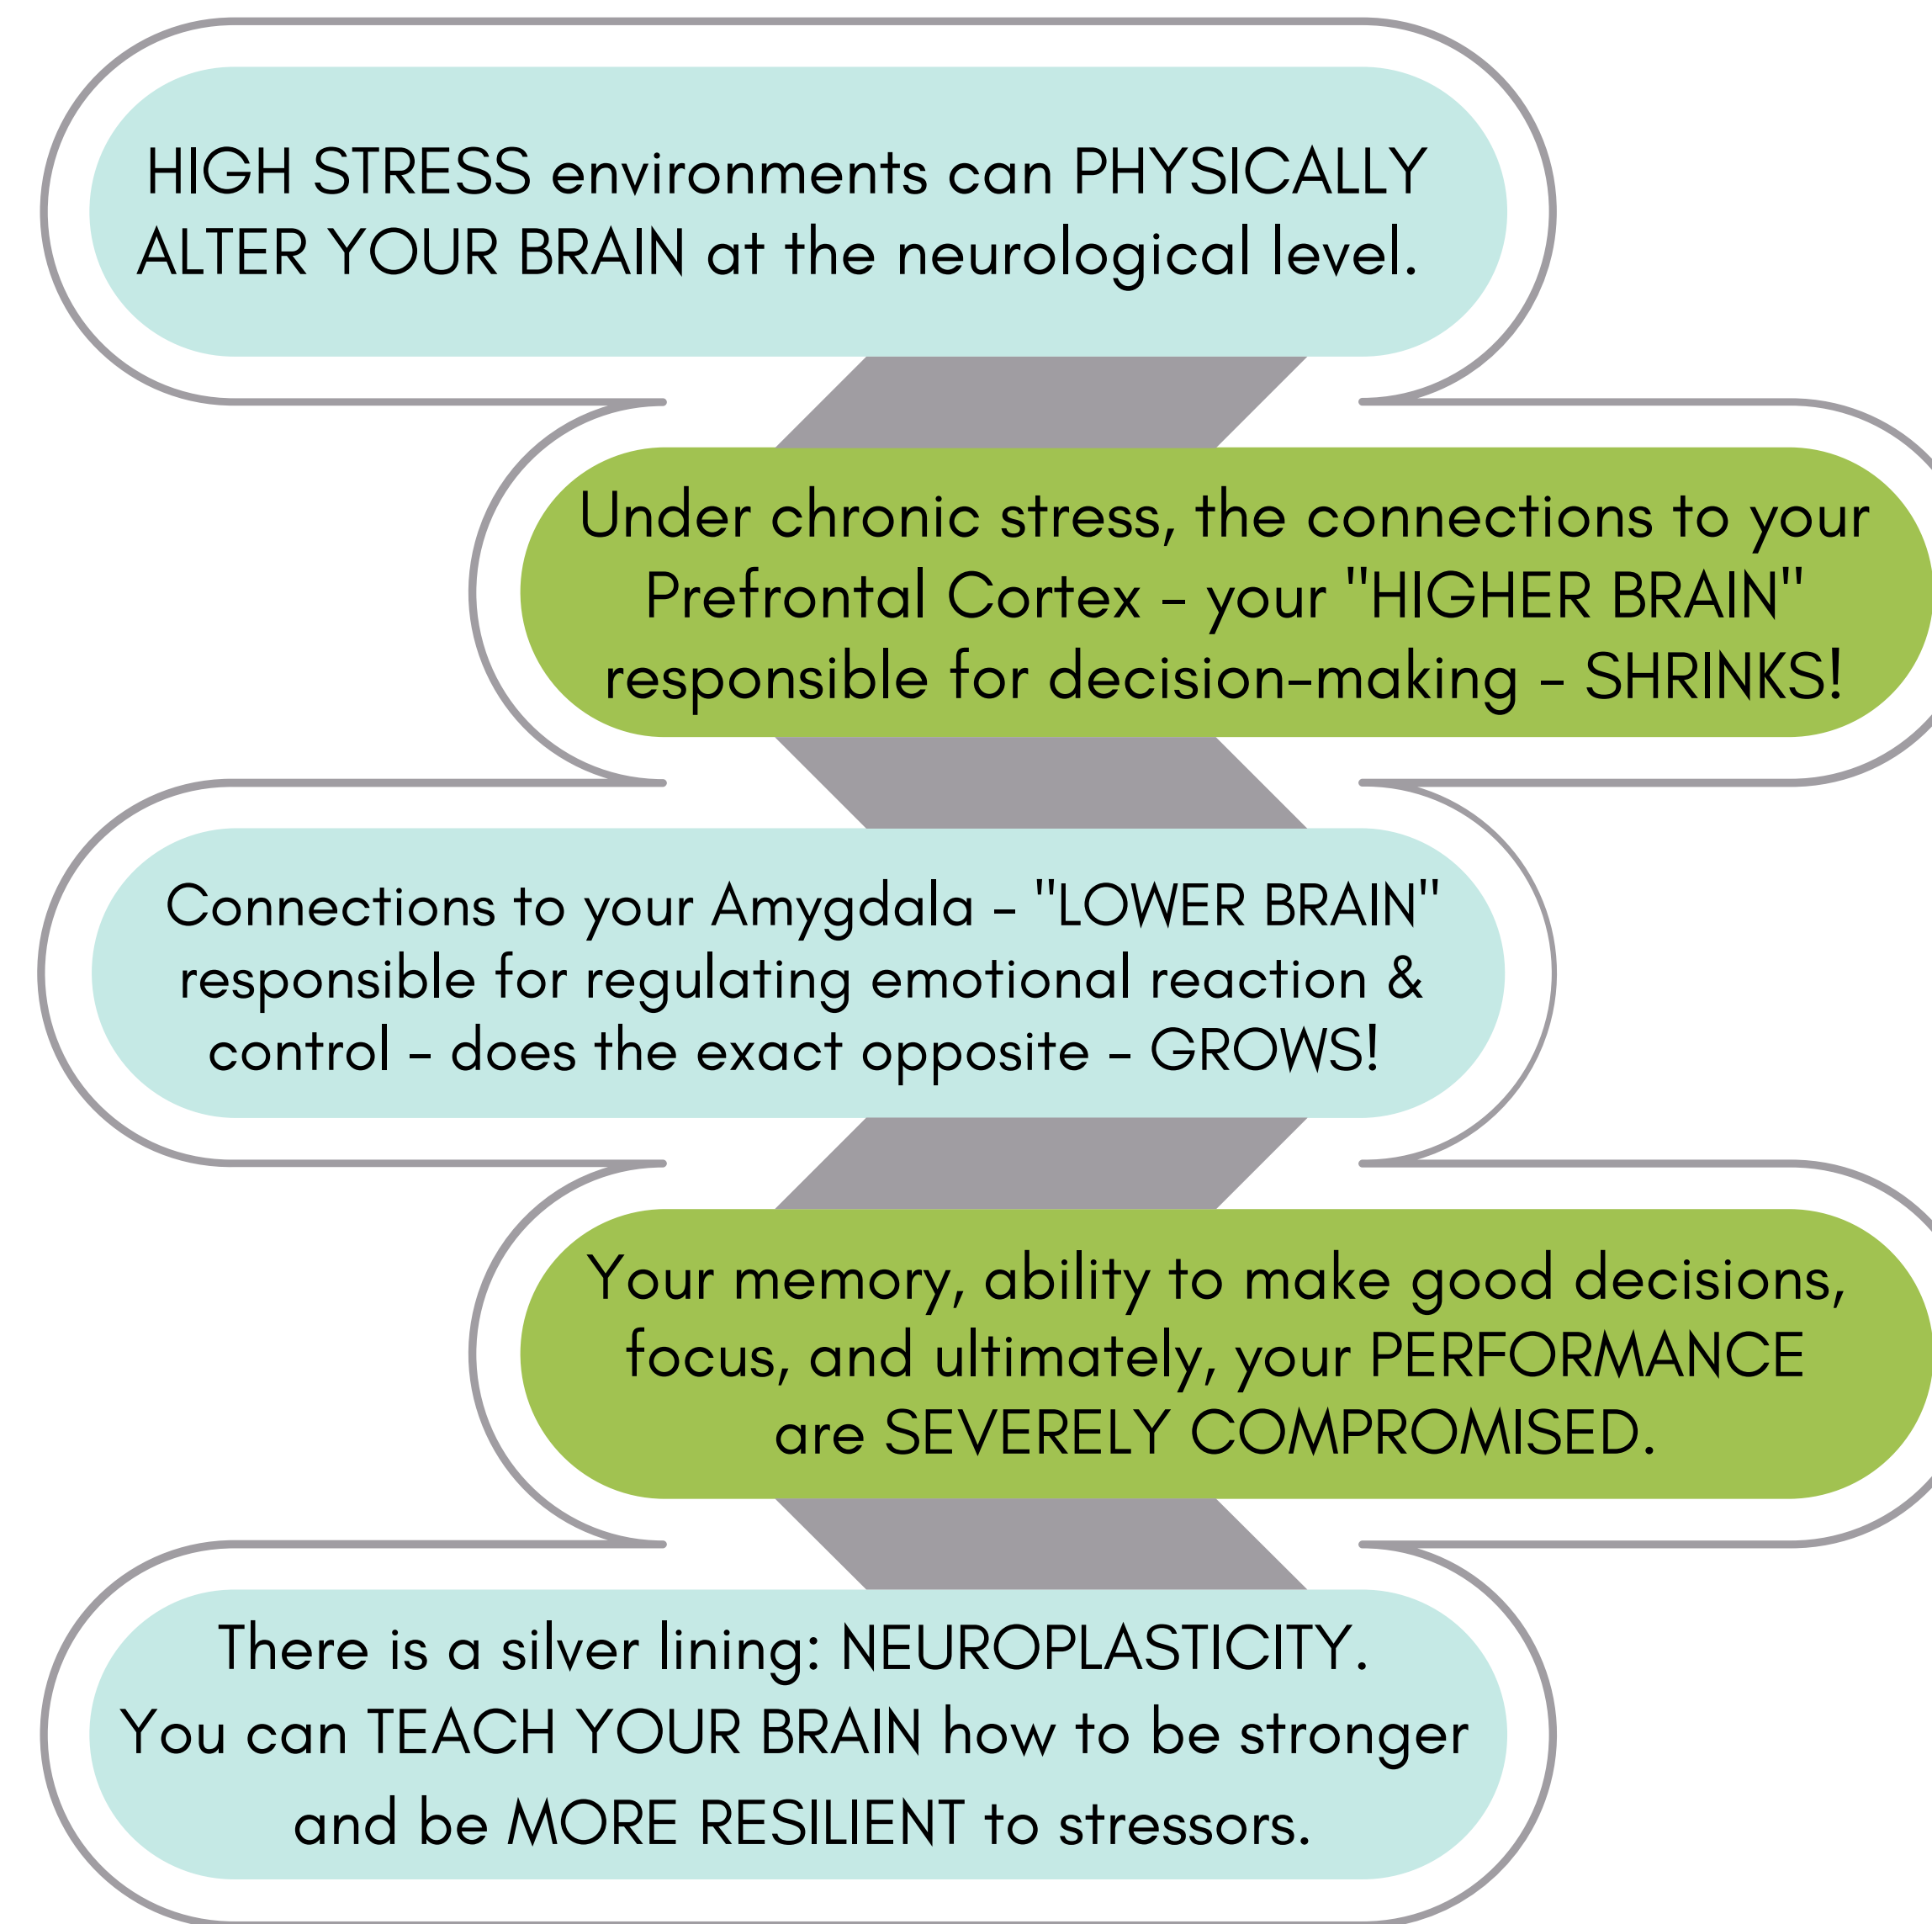 HIGH STRESS environments can PHYSICALLY
ALTER YOUR BRAIN at the neurological level.
Under chronic stress, the connections to your
Prefrontal Cortex - your "HIGHER BRAIN"
responsible for decision-making - SHRINKS!
Connections to your Amygdala - "LOWER BRAIN"
responsible for regulating emotional reaction &
control - does the exact opposite - GROWS!
Your memory, ability to make good decisions,
focus, and ultimately, your PERFORMANCE
are SEVERELY COMPROMISED.
There is a silver lining: NEUROPLASTICITY.
You can TEACH YOUR BRAIN how to be stronger
and be MORE RESILIENT to stressors.